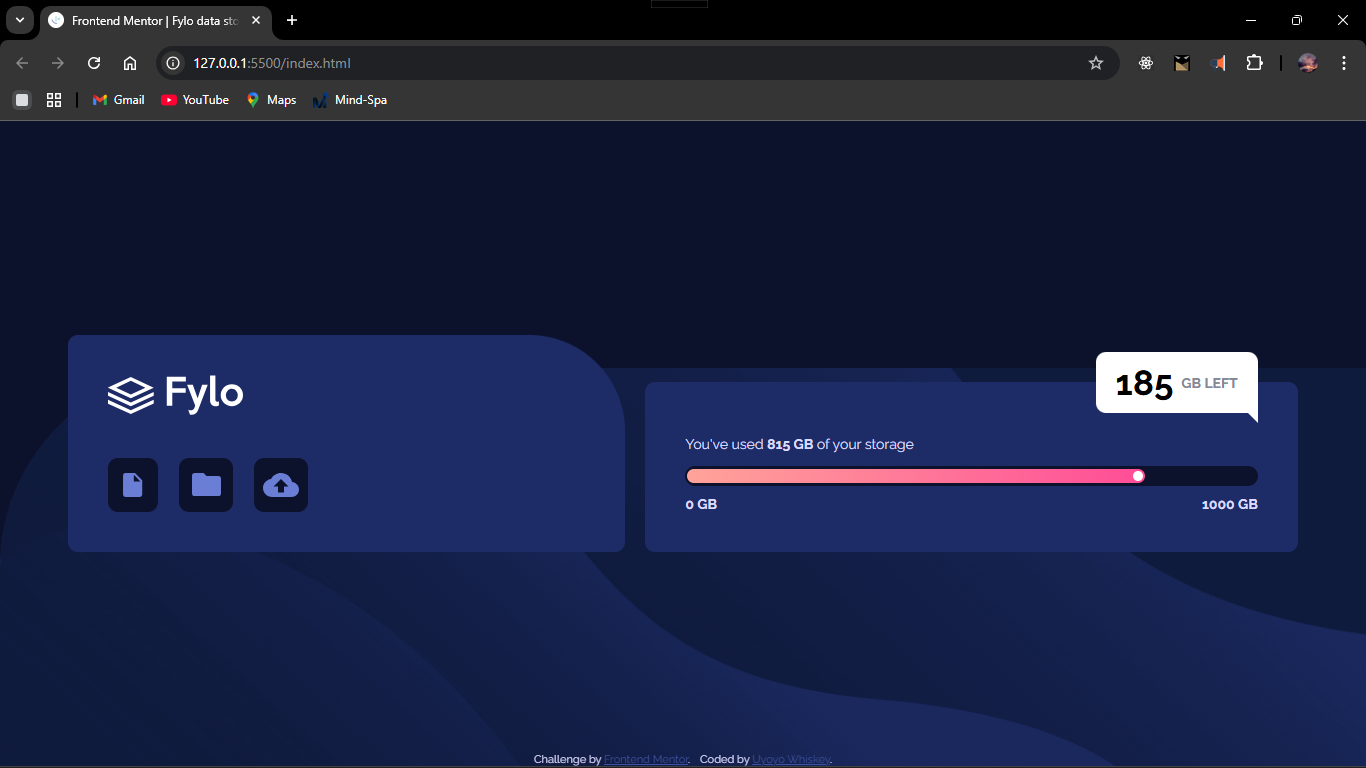 Frontend Mentor | Fylo data sto
127.0.0.1:5500/index.html
Gmail YouTube Maps Mind-Spa
Fylo
185 GB LEFT
You've used 815 GB of your storage
0 GB 1000 GB
Challenge by Frontend Mentor. Coded by Uyoyo Whiskey.